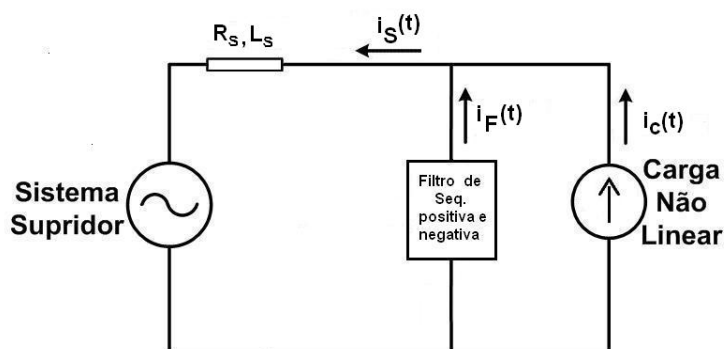 R_S, L_S
i_S(t)
i_F(t)
i_C(t)
Sistema
Supridor
Filtro de
Seq.
positiva e
negativa
Carga
Não
Linear